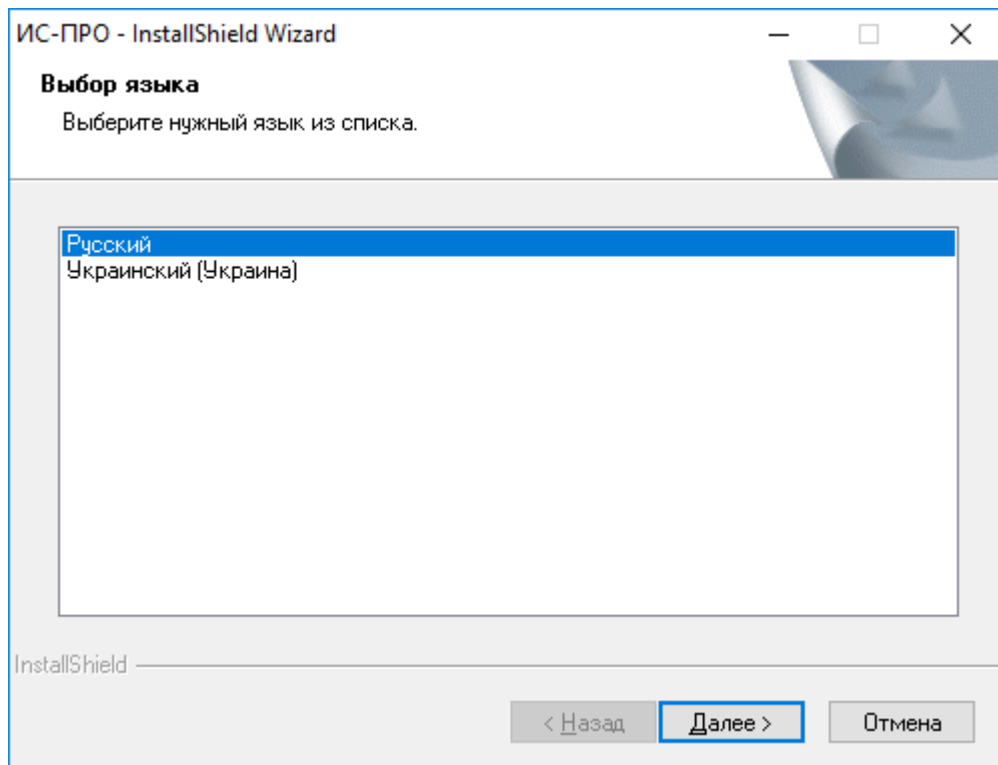 ИС-ПРО - InstallShield Wizard
Выбор языка
Выберите нужный язык из списка.
Русский
Украинский (Украина)
InstallShield
< Назад
Далее >
Отмена